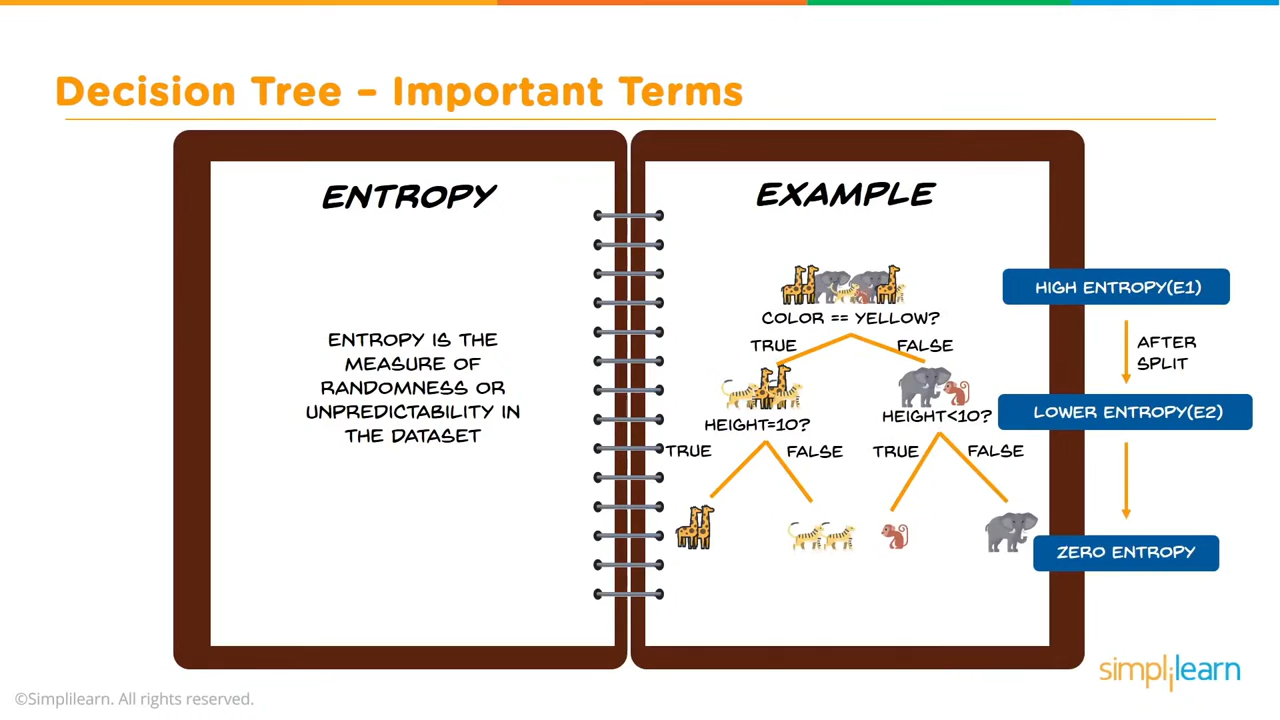 Decision Tree – Important Terms
ENTROPY
ENTROPY IS THE
MEASURE OF
RANDOMNESS OR
UNPREDICTABILITY IN
THE DATASET
EXAMPLE
COLOR == YELLOW?
TRUE
FALSE
HEIGHT=10?
HEIGHT<10?
TRUE
FALSE
TRUE
FALSE
HIGH ENTROPY(E1)
AFTER
SPLIT
LOWER ENTROPY(E2)
ZERO ENTROPY
simplilearn
©Simplilearn. All rights reserved.